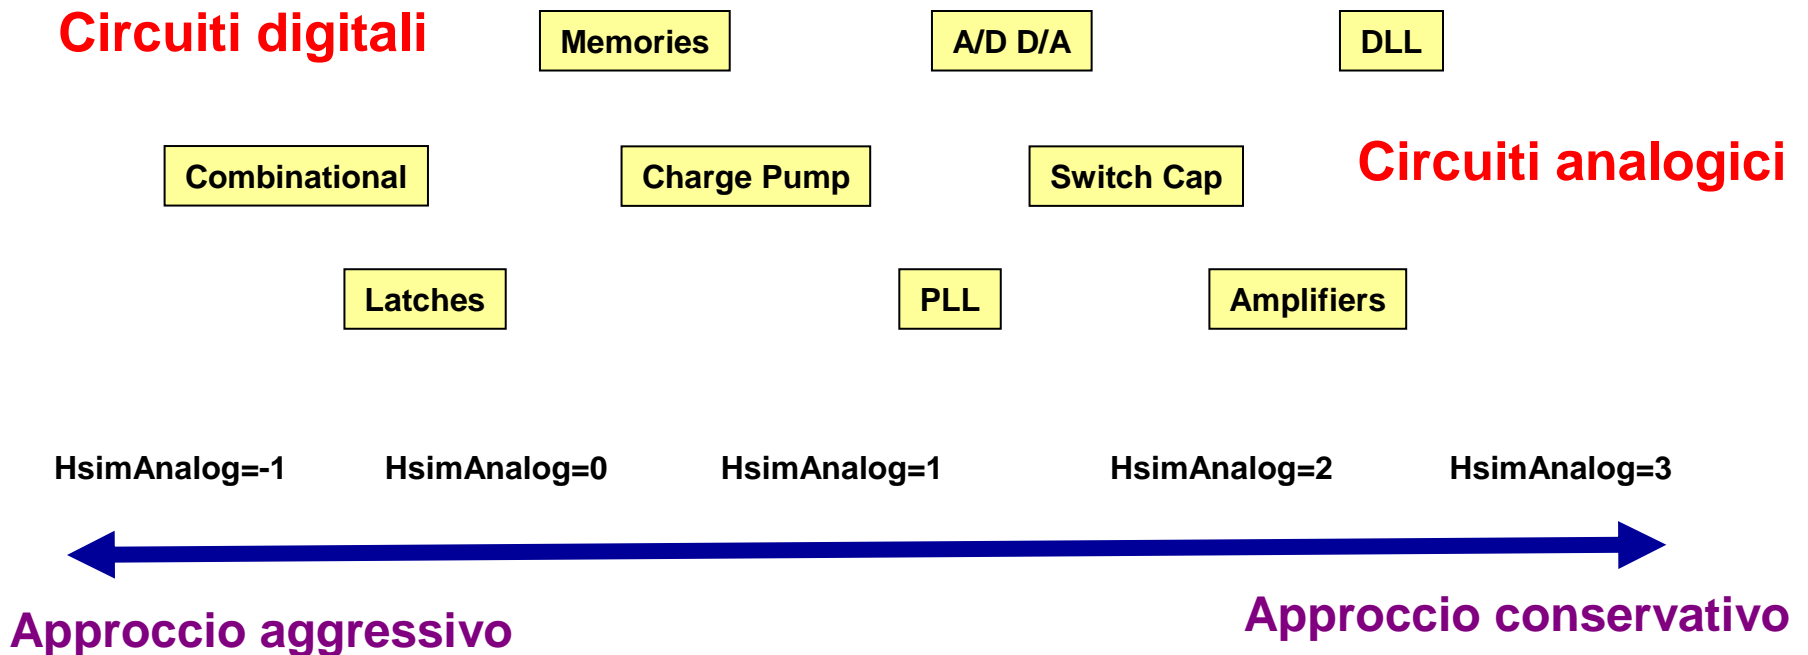 Circuiti digitali
Memories
A/D D/A
DLL
Combinational
Charge Pump
Switch Cap
Circuiti analogici
Latches
PLL
Amplifiers
HsimAnalog=-1
HsimAnalog=0
HsimAnalog=1
HsimAnalog=2
HsimAnalog=3
Approccio aggressivo
Approccio conservativo